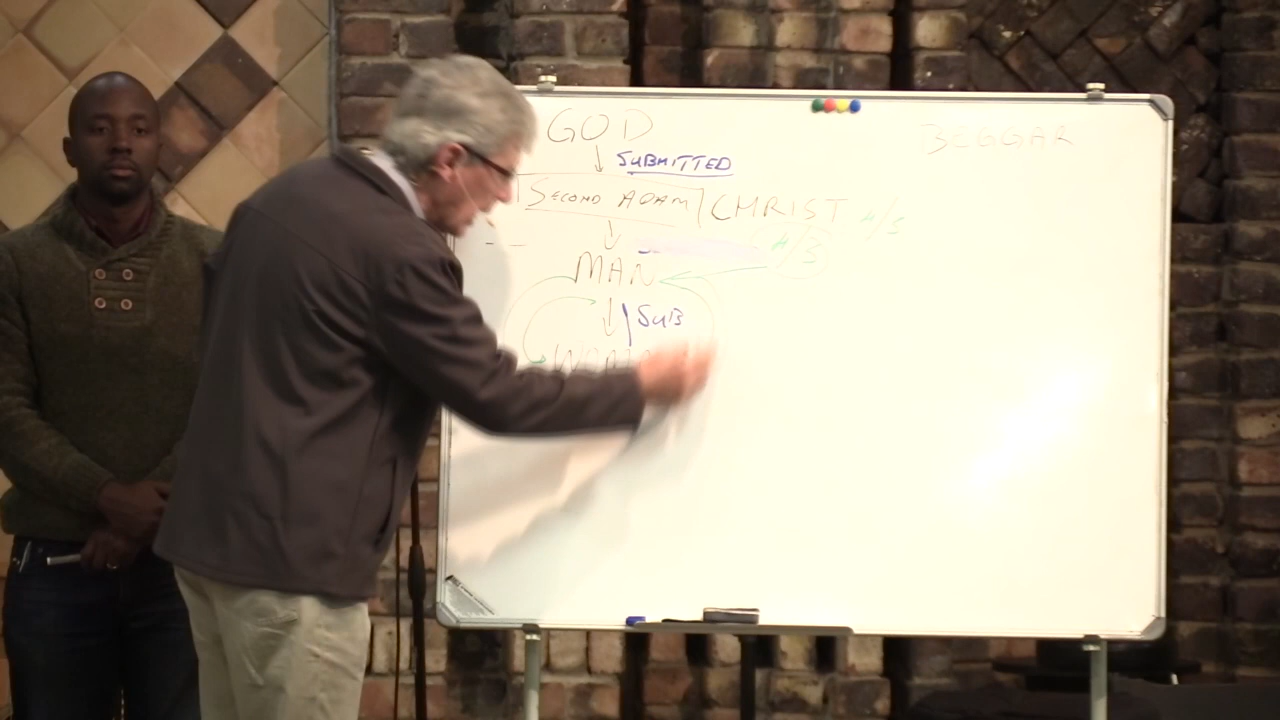 GOD
BEGGAR
SUBMITTED
SECOND ADAM / CHRIST H/S
H/S
MAN
SUB